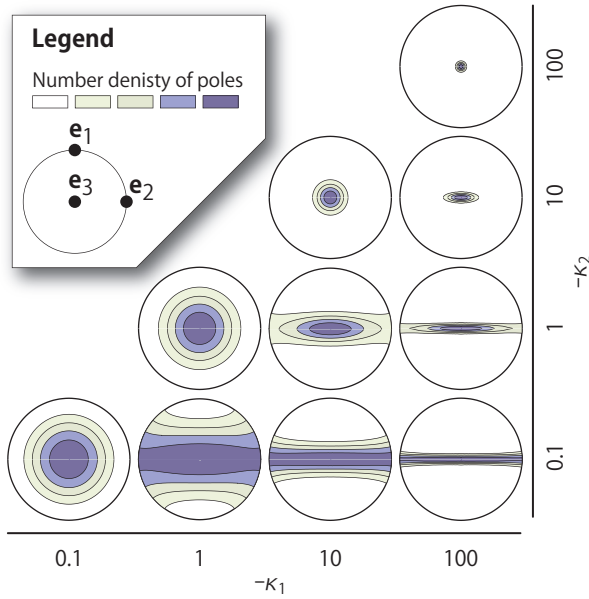 Legend
Number denisty of poles
e1
e3 e2
100
10
1
0.1
−κ2
0.1 1 10 100
−κ1